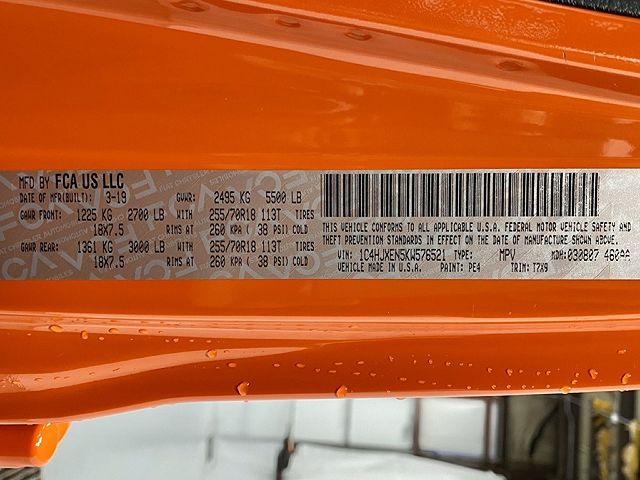 MFD BY FCA US LLC
DATE OF MFR(BUILT): 3-19 GVWR: 2495 KG 5500 LB
GAWR FRONT: 1225 KG 2700 LB WITH 255/70R18 113T TIRES
18X7.5 RIMS AT 260 KPA ( 38 PSI) COLD
GAWR REAR: 1361 KG 3000 LB WITH 255/70R18 113T TIRES
18X7.5 RIMS AT 260 KPA ( 38 PSI) COLD
THIS VEHICLE CONFORMS TO ALL APPLICABLE U.S.A. FEDERAL MOTOR VEHICLE SAFETY AND
THEFT PREVENTION STANDARDS IN EFFECT ON THE DATE OF MANUFACTURE SHOWN ABOVE.
VIN: 1C4HJXEN5KW576521 TYPE: MPV MDH:030807 460AA
VEHICLE MADE IN U.S.A. PAINT: PE4 TRIM: T7X9